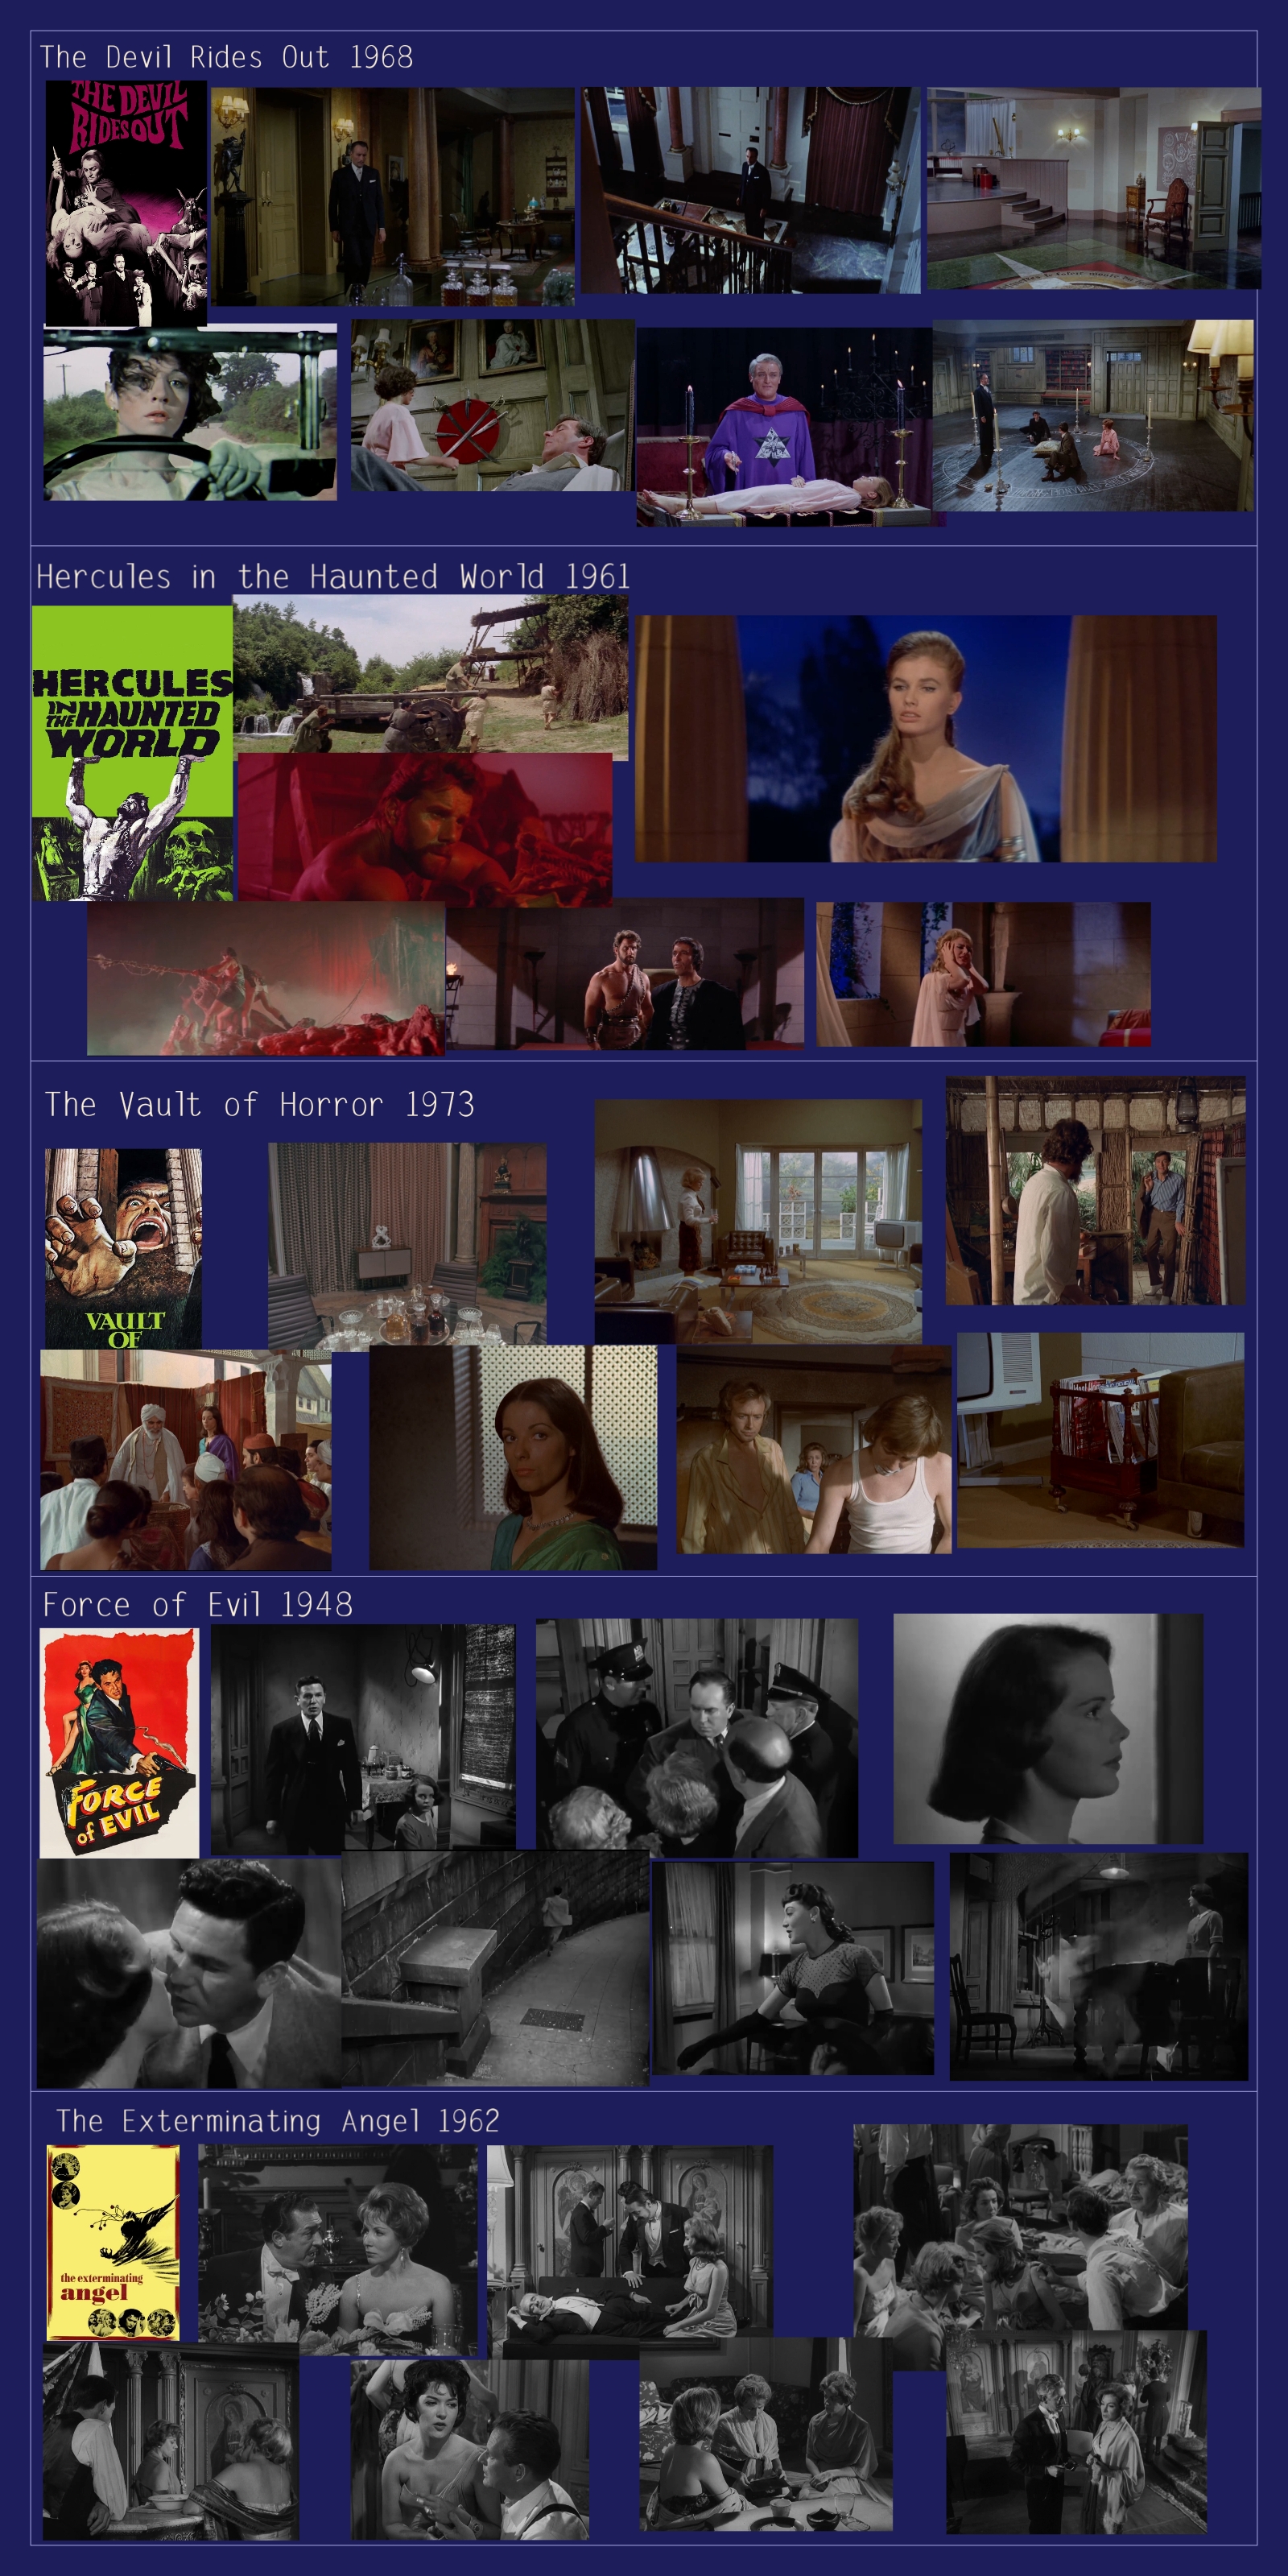 The Devil Rides Out 1968
THE DEVIL
RIDES OUT
Hercules in the Haunted World 1961
HERCULES
IN
THE HAUNTED
WORLD
The Vault of Horror 1973
VAULT
OF
Force of Evil 1948
FORCE
of EVIL
The Exterminating Angel 1962
the exterminating
angel